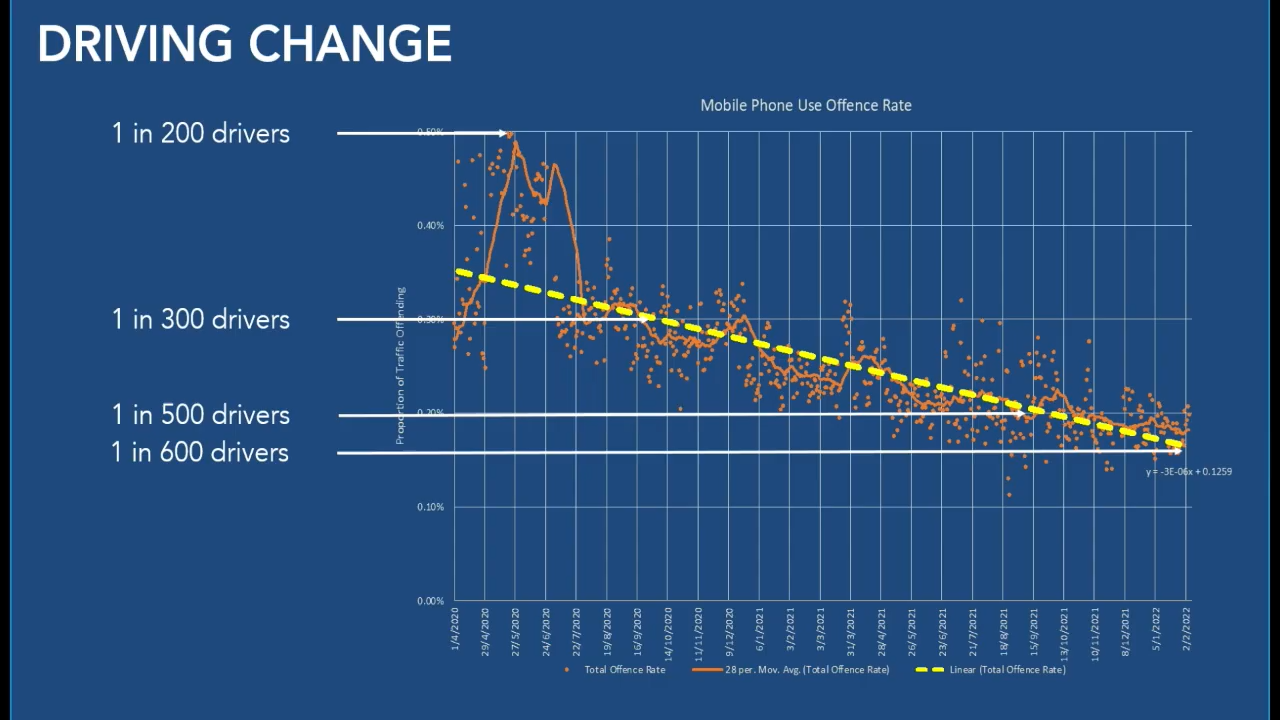 DRIVING CHANGE
Mobile Phone Use Offence Rate
1 in 200 drivers
1 in 300 drivers
1 in 500 drivers
1 in 600 drivers
Proportion of Traffic Offending
0.50%
0.40%
0.30%
0.20%
0.10%
0.00%
y = -3E-06x + 0.1259
1/4/2020
29/4/2020
27/5/2020
24/6/2020
22/7/2020
19/8/2020
16/9/2020
14/10/2020
11/11/2020
9/12/2020
6/1/2021
3/2/2021
3/3/2021
31/3/2021
28/4/2021
26/5/2021
23/6/2021
21/7/2021
18/8/2021
15/9/2021
13/10/2021
10/11/2021
8/12/2021
5/1/2022
2/2/2022
Total Offence Rate
28 per. Mov. Avg. (Total Offence Rate)
Linear (Total Offence Rate)